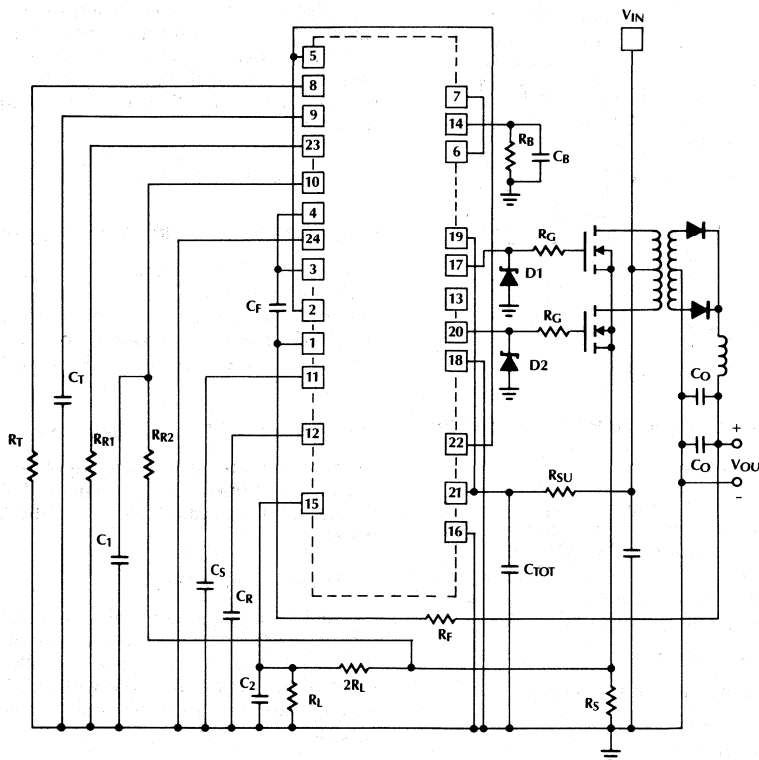 VIN
5
8
7
9
14
RB
CB
23
6
10
4
19
RG
24
17
3
D1
13
CF
RG
2
20
1
18
CT
D2
11
CO
RT
RR1
RR2
12
22
+
CO
VOU
RSU
21
-
15
16
C1
CS
CTOT
CR
RF
C2
2RL
RL
RS